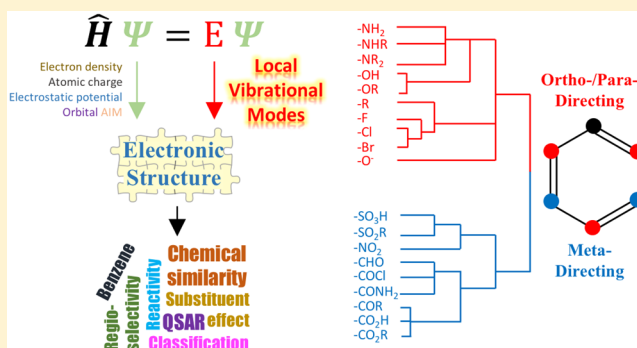 Ĥ Ψ = E Ψ
Electron density
Atomic charge
Electrostatic potential
Orbital AIM
Local
Vibrational
Modes
Electronic
Structure
Benzene
Regio-
selectivity
Reactivity
Chemical
similarity
Substituent
QSAR effect
Classification
-NH₂
-NHR
-NR₂
-OH
-OR
-R
-F
-Cl
-Br
-O⁻
-SO₃H
-SO₂R
-NO₂
-CHO
-COCl
-CONH₂
-COR
-CO₂H
-CO₂R
Ortho-/Para-
Directing
Meta-
Directing